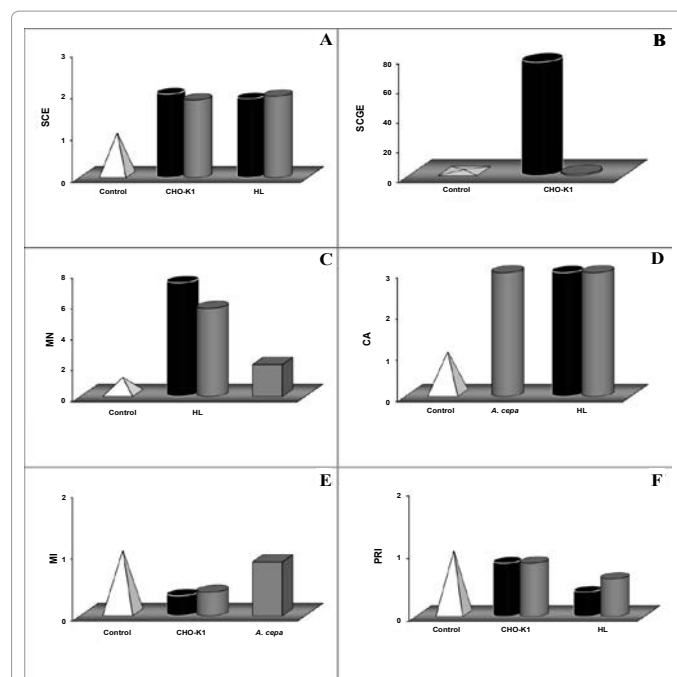 A
SCE
3
2
1
0
Control CHO-K1 HL
B
SCGE
80
60
40
20
0
Control CHO-K1
C
MN
8
6
4
2
0
Control HL
D
CA
3
2
1
0
Control A. cepa HL
E
MI
2
1
0
Control CHO-K1 A. cepa
F
PRI
2
1
0
Control CHO-K1 HL